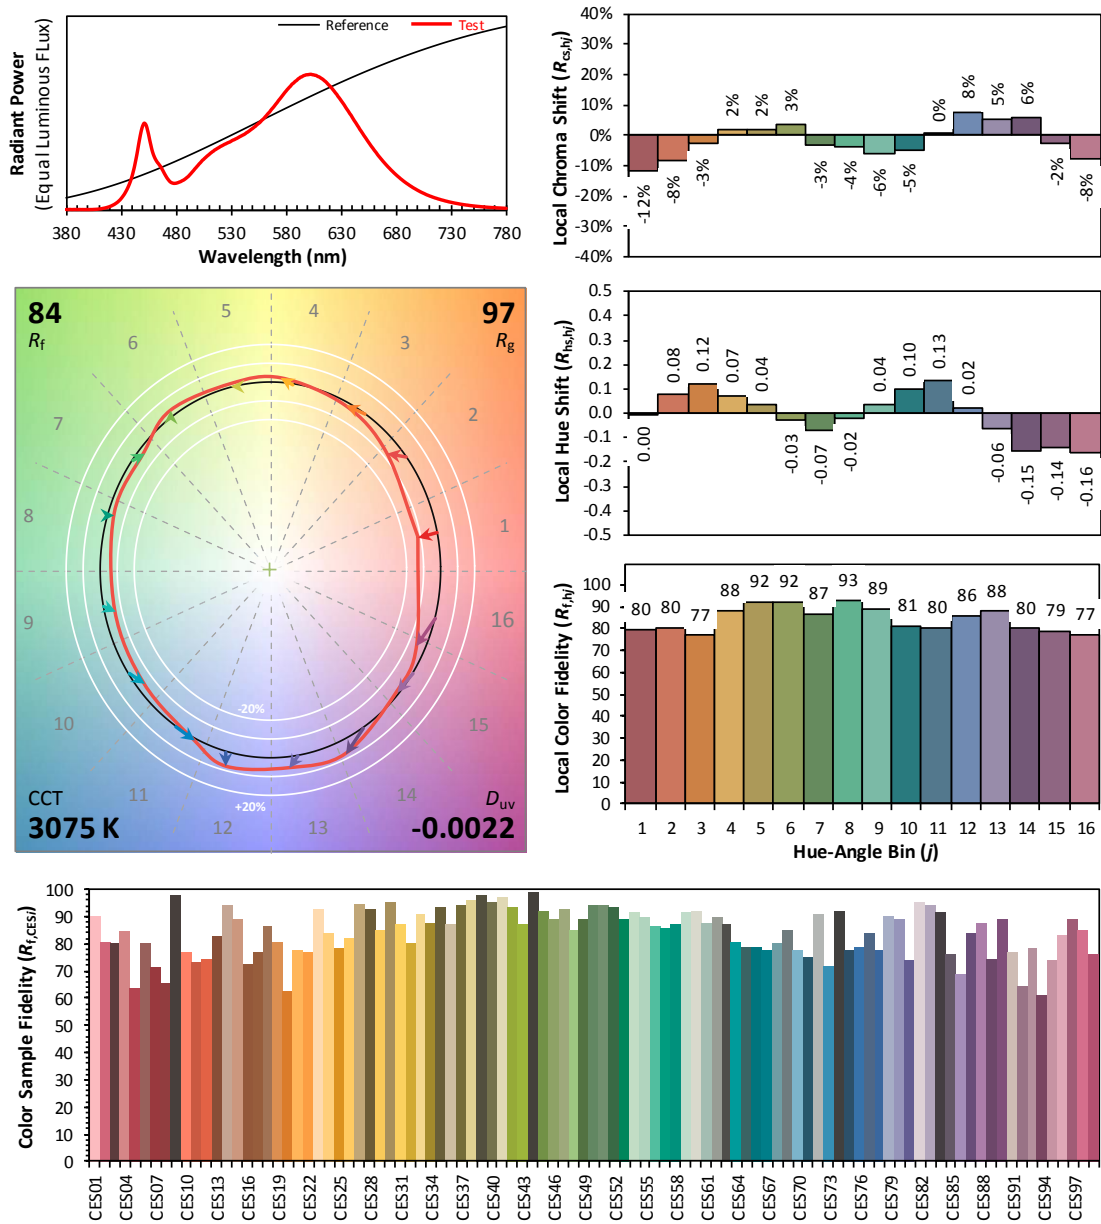 Radiant Power
(Equal Luminous FLux)
Reference
Test
380 430 480 530 580 630 680 730 780
Wavelength (nm)
Local Chroma Shift (Rcs,hj)
40%
30%
20%
10%
0%
-10%
-20%
-30%
-40%
-12% -8% -3% 2% 2% 3% -3% -4% -6% -5% 0% 8% 5% 6% -2% -8%
84
Rf
97
Rg
5 4
6 3
7 2
8 1
9 16
10 15
11 14
12 13
-20%
+20%
CCT
3075 K
Duv
-0.0022
Local Hue Shift (Rhs,hj)
0.5
0.4
0.3
0.2
0.1
0.0
-0.1
-0.2
-0.3
-0.4
-0.5
0.00 0.08 0.12 0.07 0.04 -0.03 -0.07 -0.02 0.04 0.10 0.13 0.02 -0.06 -0.15 -0.14 -0.16
Local Color Fidelity (Rf,hj)
100
90
80
70
60
50
40
30
20
10
0
80 80 77 88 92 92 87 93 89 81 80 86 88 80 79 77
1 2 3 4 5 6 7 8 9 10 11 12 13 14 15 16
Hue-Angle Bin (j)
Color Sample Fidelity (Rf,CESi)
100
90
80
70
60
50
40
30
20
10
0
CES01 CES04 CES07 CES10 CES13 CES16 CES19 CES22 CES25 CES28 CES31 CES34 CES37 CES40 CES43 CES46 CES49 CES52 CES55 CES58 CES61 CES64 CES67 CES70 CES73 CES76 CES79 CES82 CES85 CES88 CES91 CES94 CES97